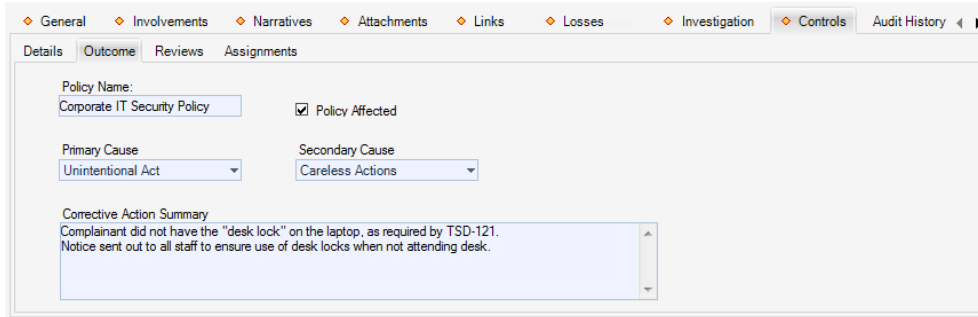 General Involvements Narratives Attachments Links Losses Investigation Controls Audit History
Details Outcome Reviews Assignments
Policy Name:
Corporate IT Security Policy
Policy Affected
Primary Cause Secondary Cause
Unintentional Act Careless Actions
Corrective Action Summary
Complainant did not have the "desk lock" on the laptop, as required by TSD-121.
Notice sent out to all staff to ensure use of desk locks when not attending desk.